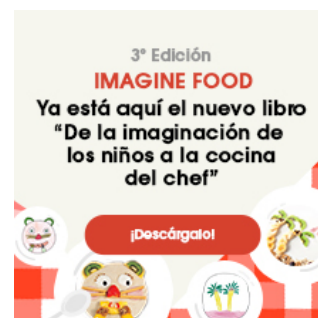 3ª Edición
IMAGINE FOOD
Ya está aquí el nuevo libro
“De la imaginación de
los niños a la cocina
del chef”
¡Descárgalo!